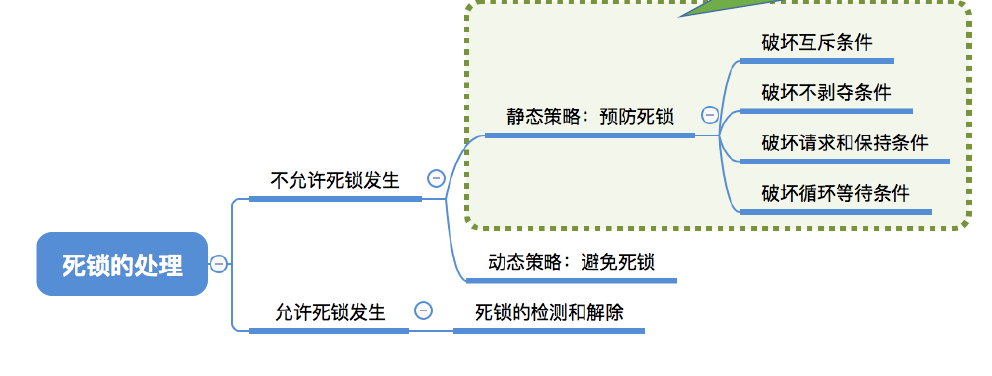 死锁的处理
不允许死锁发生
静态策略：预防死锁
破坏互斥条件
破坏不剥夺条件
破坏请求和保持条件
破坏循环等待条件
动态策略：避免死锁
允许死锁发生
死锁的检测和解除